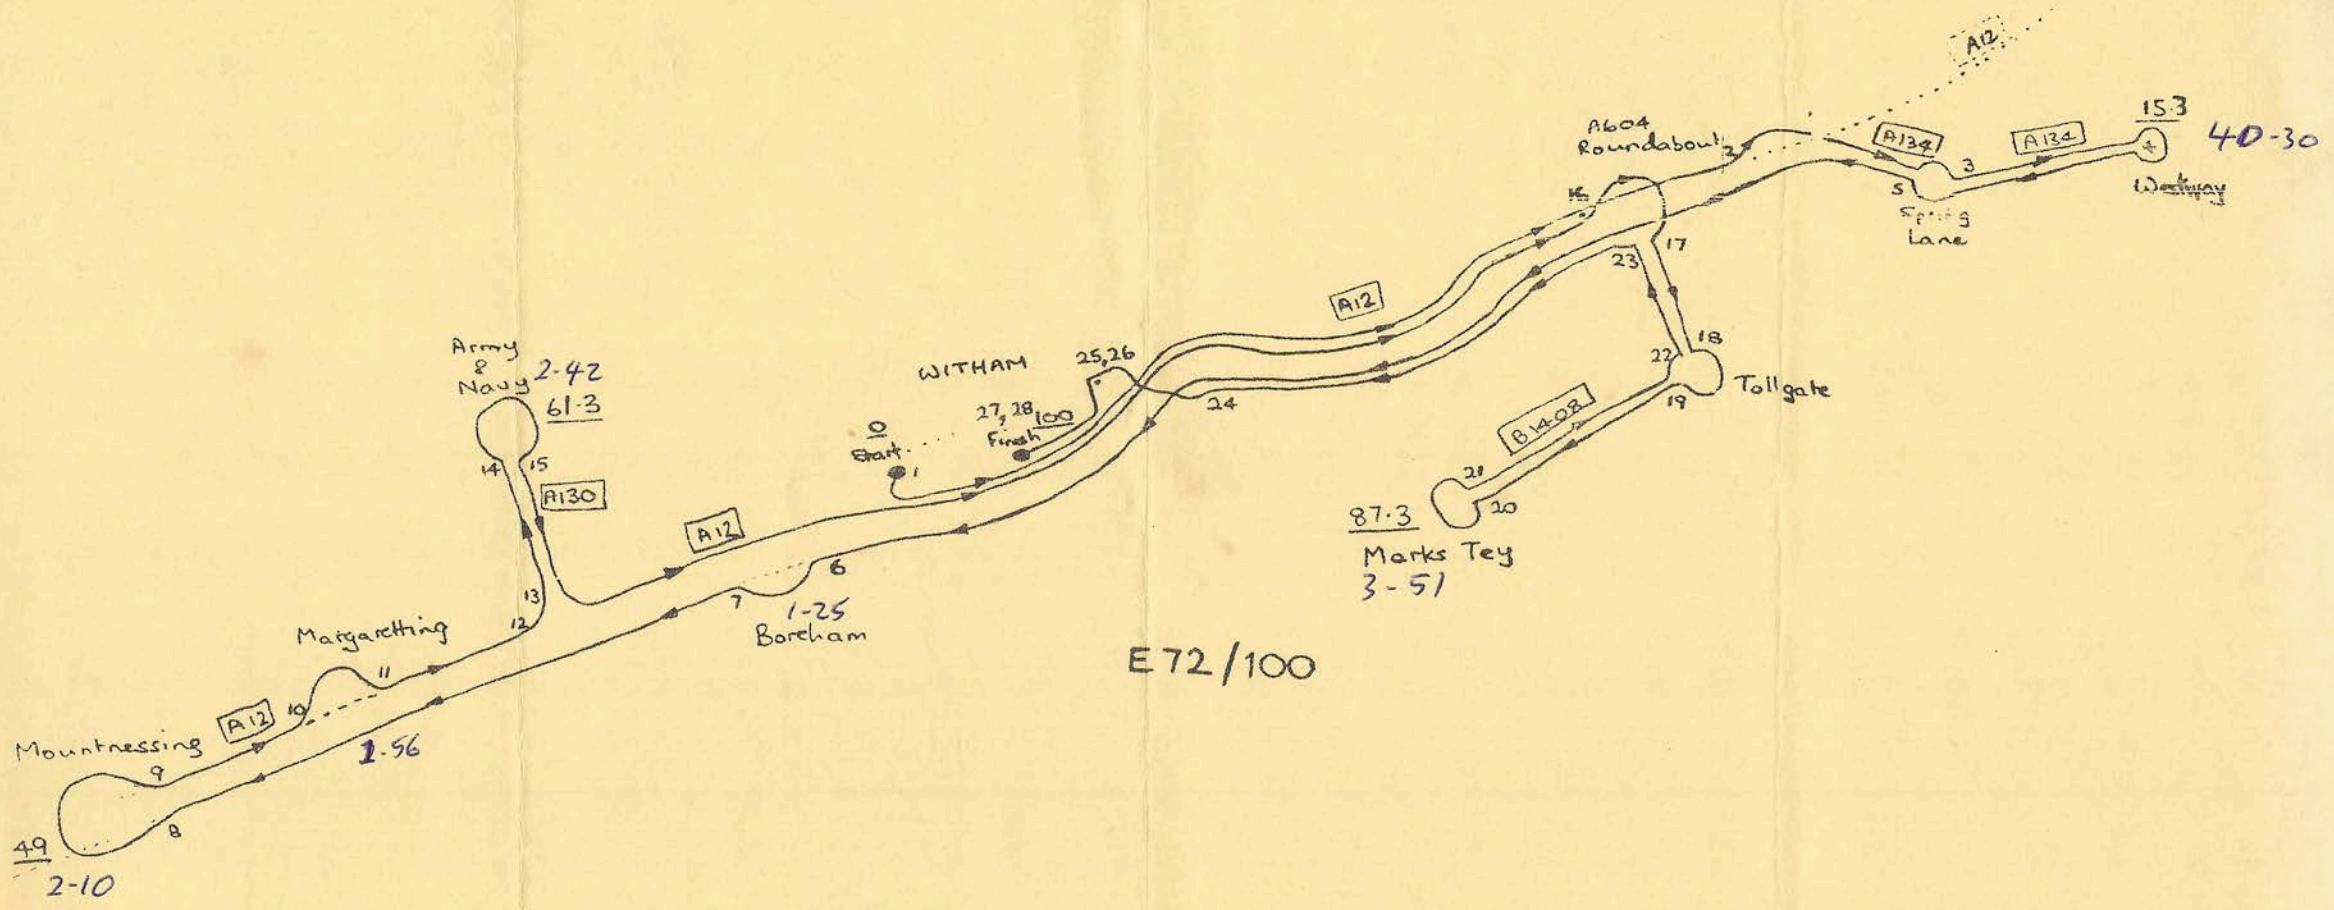 A12
A604
Roundabout
2
A134
A134
15.3
40-30
3
Westway
5
Spring
Lane
16
17
23
A12
18
22
Tollgate
19
B1408
21
20
87.3
Marks Tey
3-51
Army
&
Navy
2-42
61.3
WITHAM
25,26
24
27,28
100
Finish
0
Start
1
14
15
A130
A12
6
7
1-25
Boreham
13
12
E72/100
Margaretting
11
10
A12
Mountnessing
9
1.56
8
49
2-10